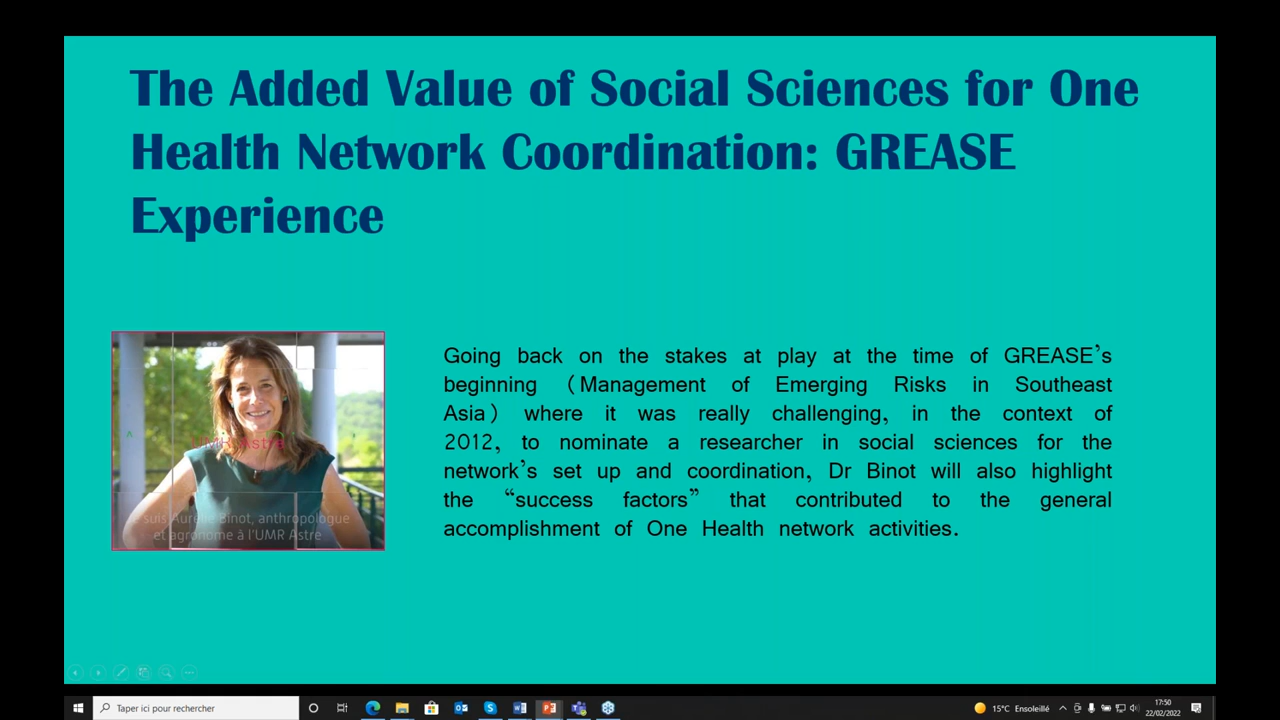 The Added Value of Social Sciences for One
Health Network Coordination: GREASE
Experience
Going back on the stakes at play at the time of GREASE’s
beginning (Management of Emerging Risks in Southeast
Asia) where it was really challenging, in the context of
2012, to nominate a researcher in social sciences for the
network’s set up and coordination, Dr Binot will also highlight
the “success factors” that contributed to the general
accomplishment of One Health network activities.
UMR Astre
suis Aurélie Binot, anthropologue
et agronome à l'UMR Astre
Taper ici pour rechercher
15°C Ensoleillé
17:50
22/02/2022